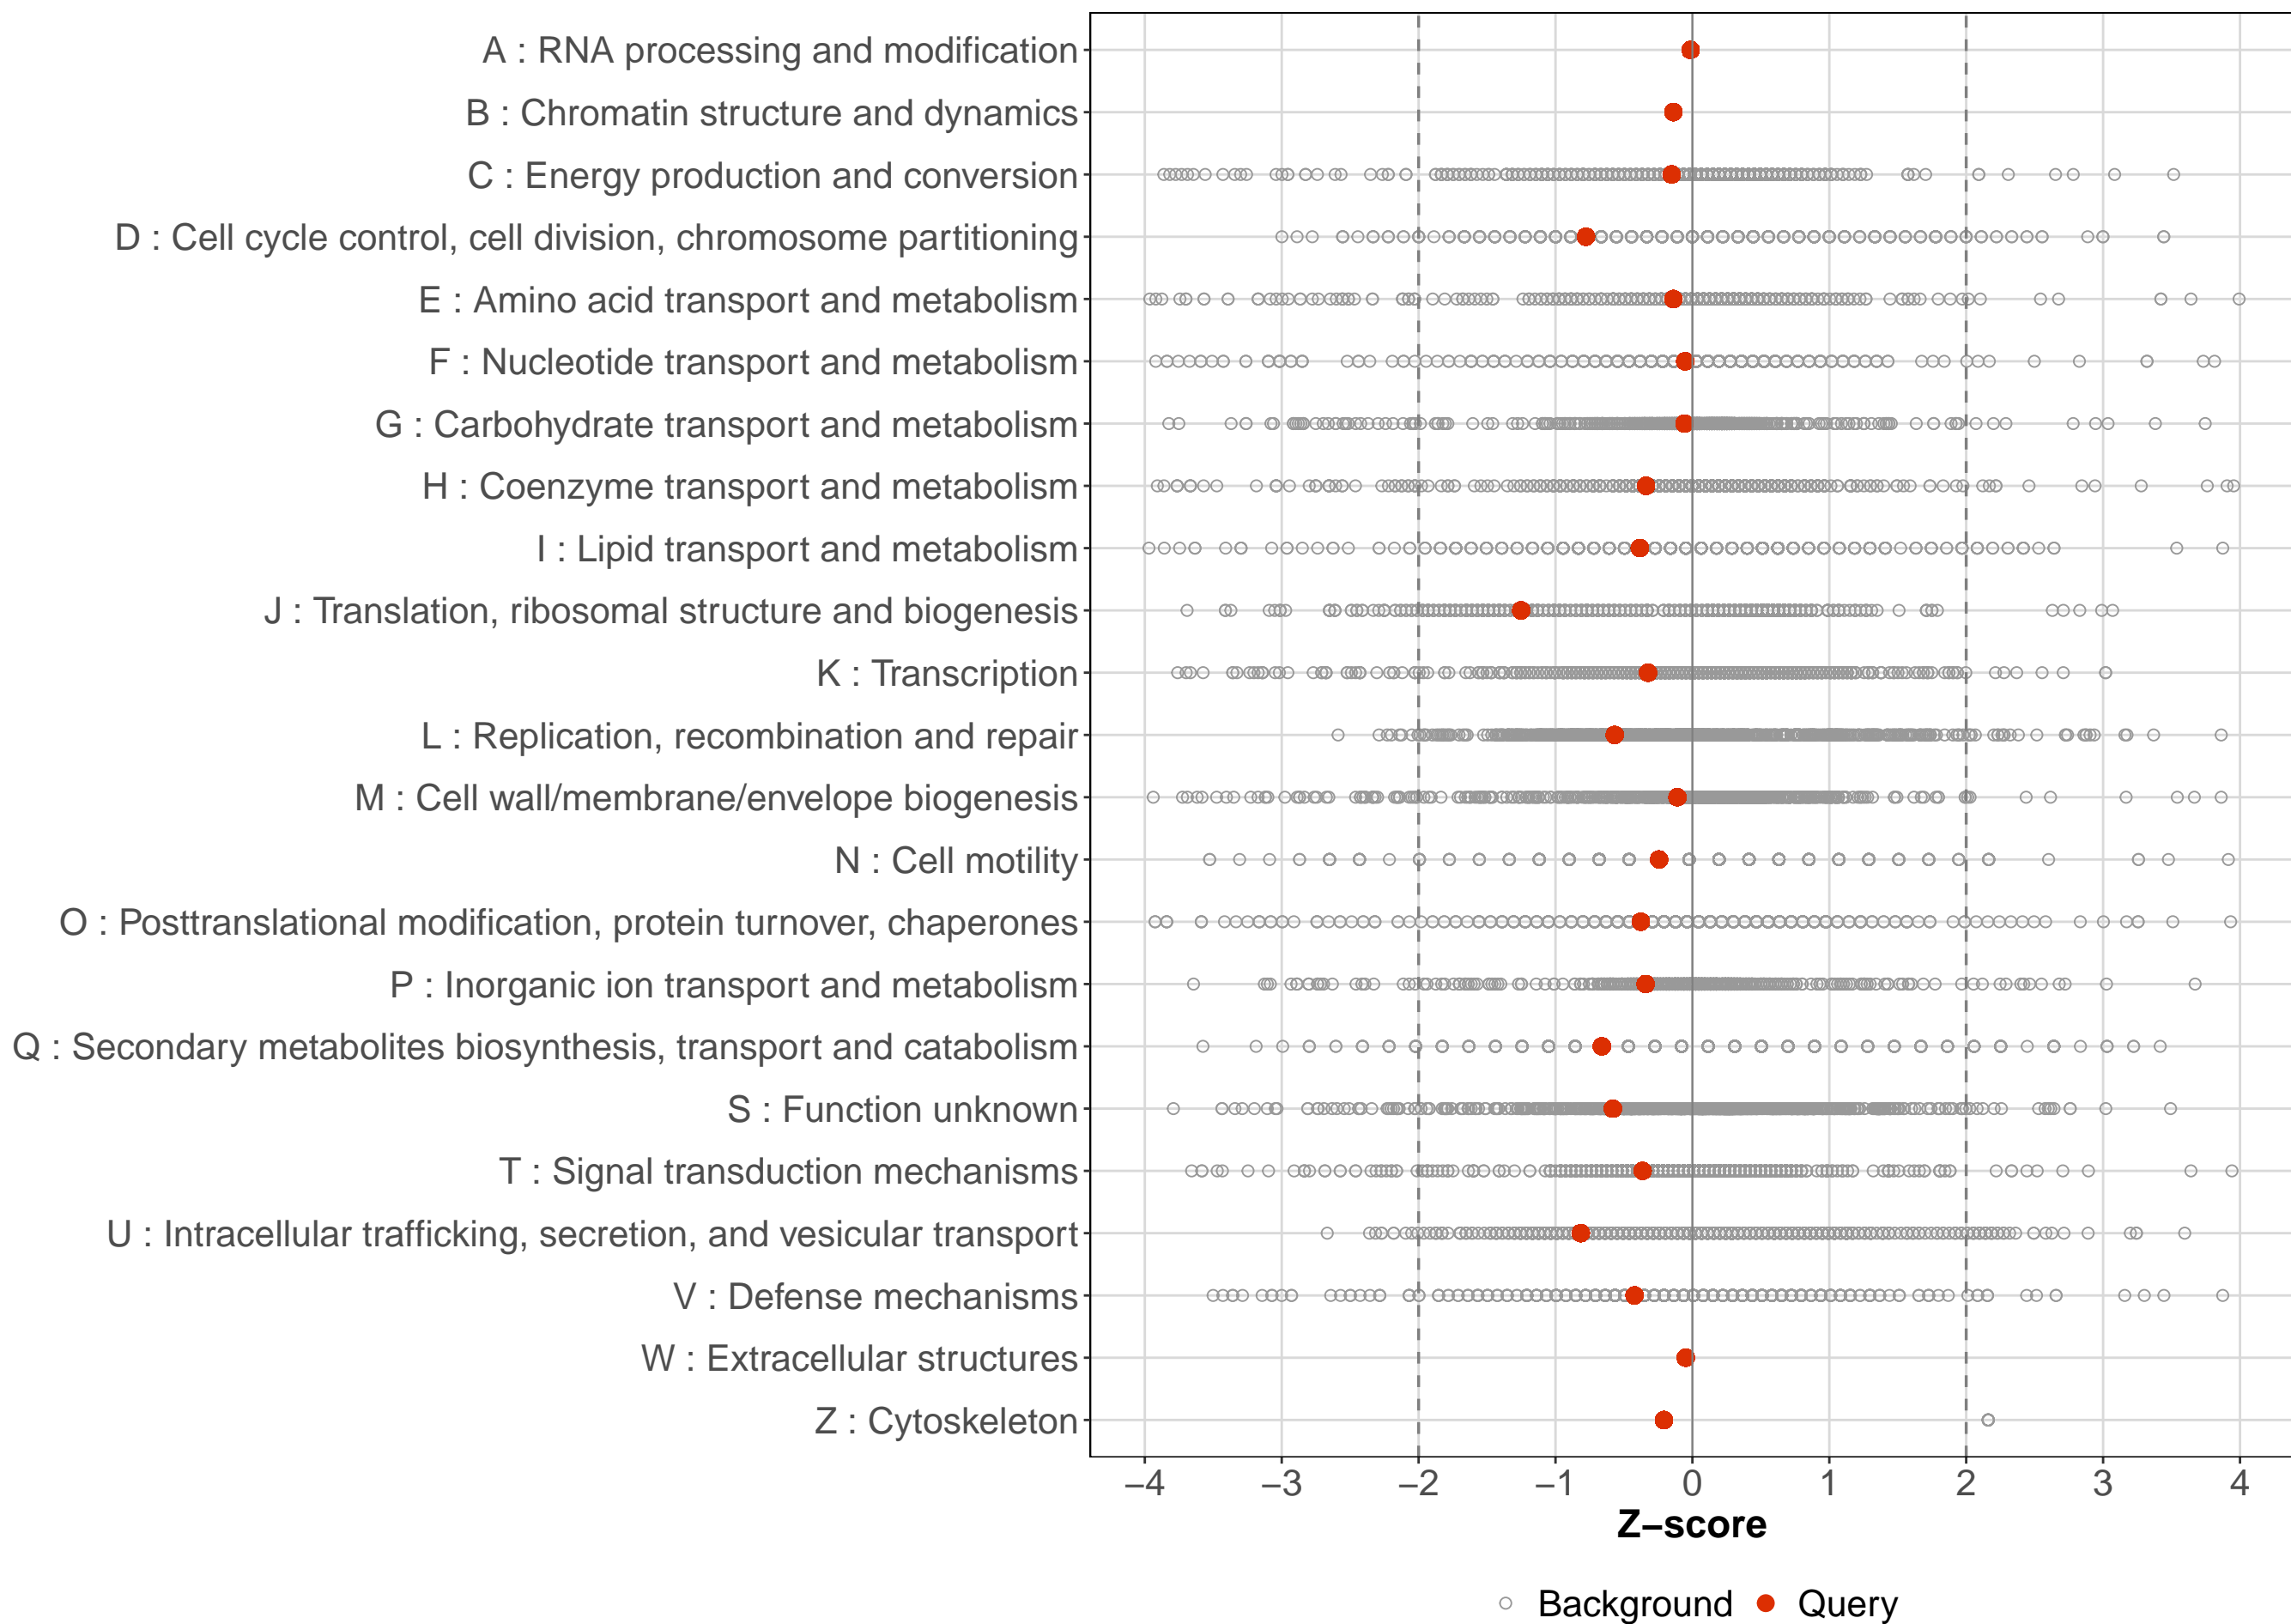 A : RNA processing and modification
B : Chromatin structure and dynamics
C : Energy production and conversion
D : Cell cycle control, cell division, chromosome partitioning
E : Amino acid transport and metabolism
F : Nucleotide transport and metabolism
G : Carbohydrate transport and metabolism
H : Coenzyme transport and metabolism
I : Lipid transport and metabolism
J : Translation, ribosomal structure and biogenesis
K : Transcription
L : Replication, recombination and repair
M : Cell wall/membrane/envelope biogenesis
N : Cell motility
O : Posttranslational modification, protein turnover, chaperones
P : Inorganic ion transport and metabolism
Q : Secondary metabolites biosynthesis, transport and catabolism
S : Function unknown
T : Signal transduction mechanisms
U : Intracellular trafficking, secretion, and vesicular transport
V : Defense mechanisms
W : Extracellular structures
Z : Cytoskeleton
−4 −3 −2 −1 0 1 2 3 4
Z−score
Background Query